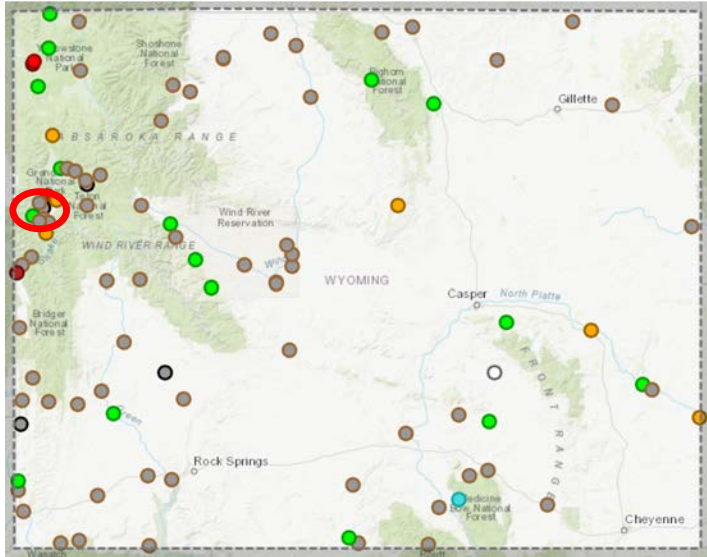 Yellowstone
National
Park
Shoshone
National
Forest
Bighorn
National
Forest
Gillette
ABSAROKA RANGE
National
Park
Teton
National
Forest
Wind River
Reservation
WIND RIVER RANGE
WYOMING
Casper
North Platte
Bridger
National
Forest
FRONT RANGE
Green
Rock Springs
Medicine
Bow National
Forest
Cheyenne